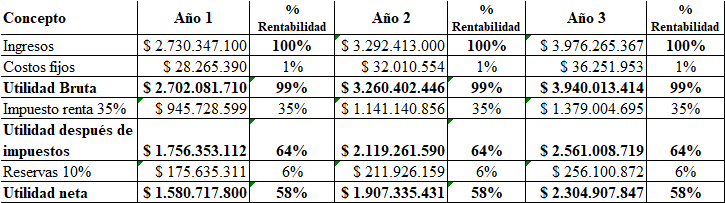 Concepto Año 1 % Rentabilidad Año 2 % Rentabilidad Año 3 % Rentabilidad
Ingresos $ 2.730.347.100 100% $ 3.292.413.000 100% $ 3.976.265.367 100%
Costos fijos $ 28.265.390 1% $ 32.010.554 1% $ 36.251.953 1%
Utilidad Bruta $ 2.702.081.710 99% $ 3.260.402.446 99% $ 3.940.013.414 99%
Impuesto renta 35% $ 945.728.599 35% $ 1.141.140.856 35% $ 1.379.004.695 35%
Utilidad después de
impuestos $ 1.756.353.112 64% $ 2.119.261.590 64% $ 2.561.008.719 64%
Reservas 10% $ 175.635.311 6% $ 211.926.159 6% $ 256.100.872 6%
Utilidad neta $ 1.580.717.800 58% $ 1.907.335.431 58% $ 2.304.907.847 58%